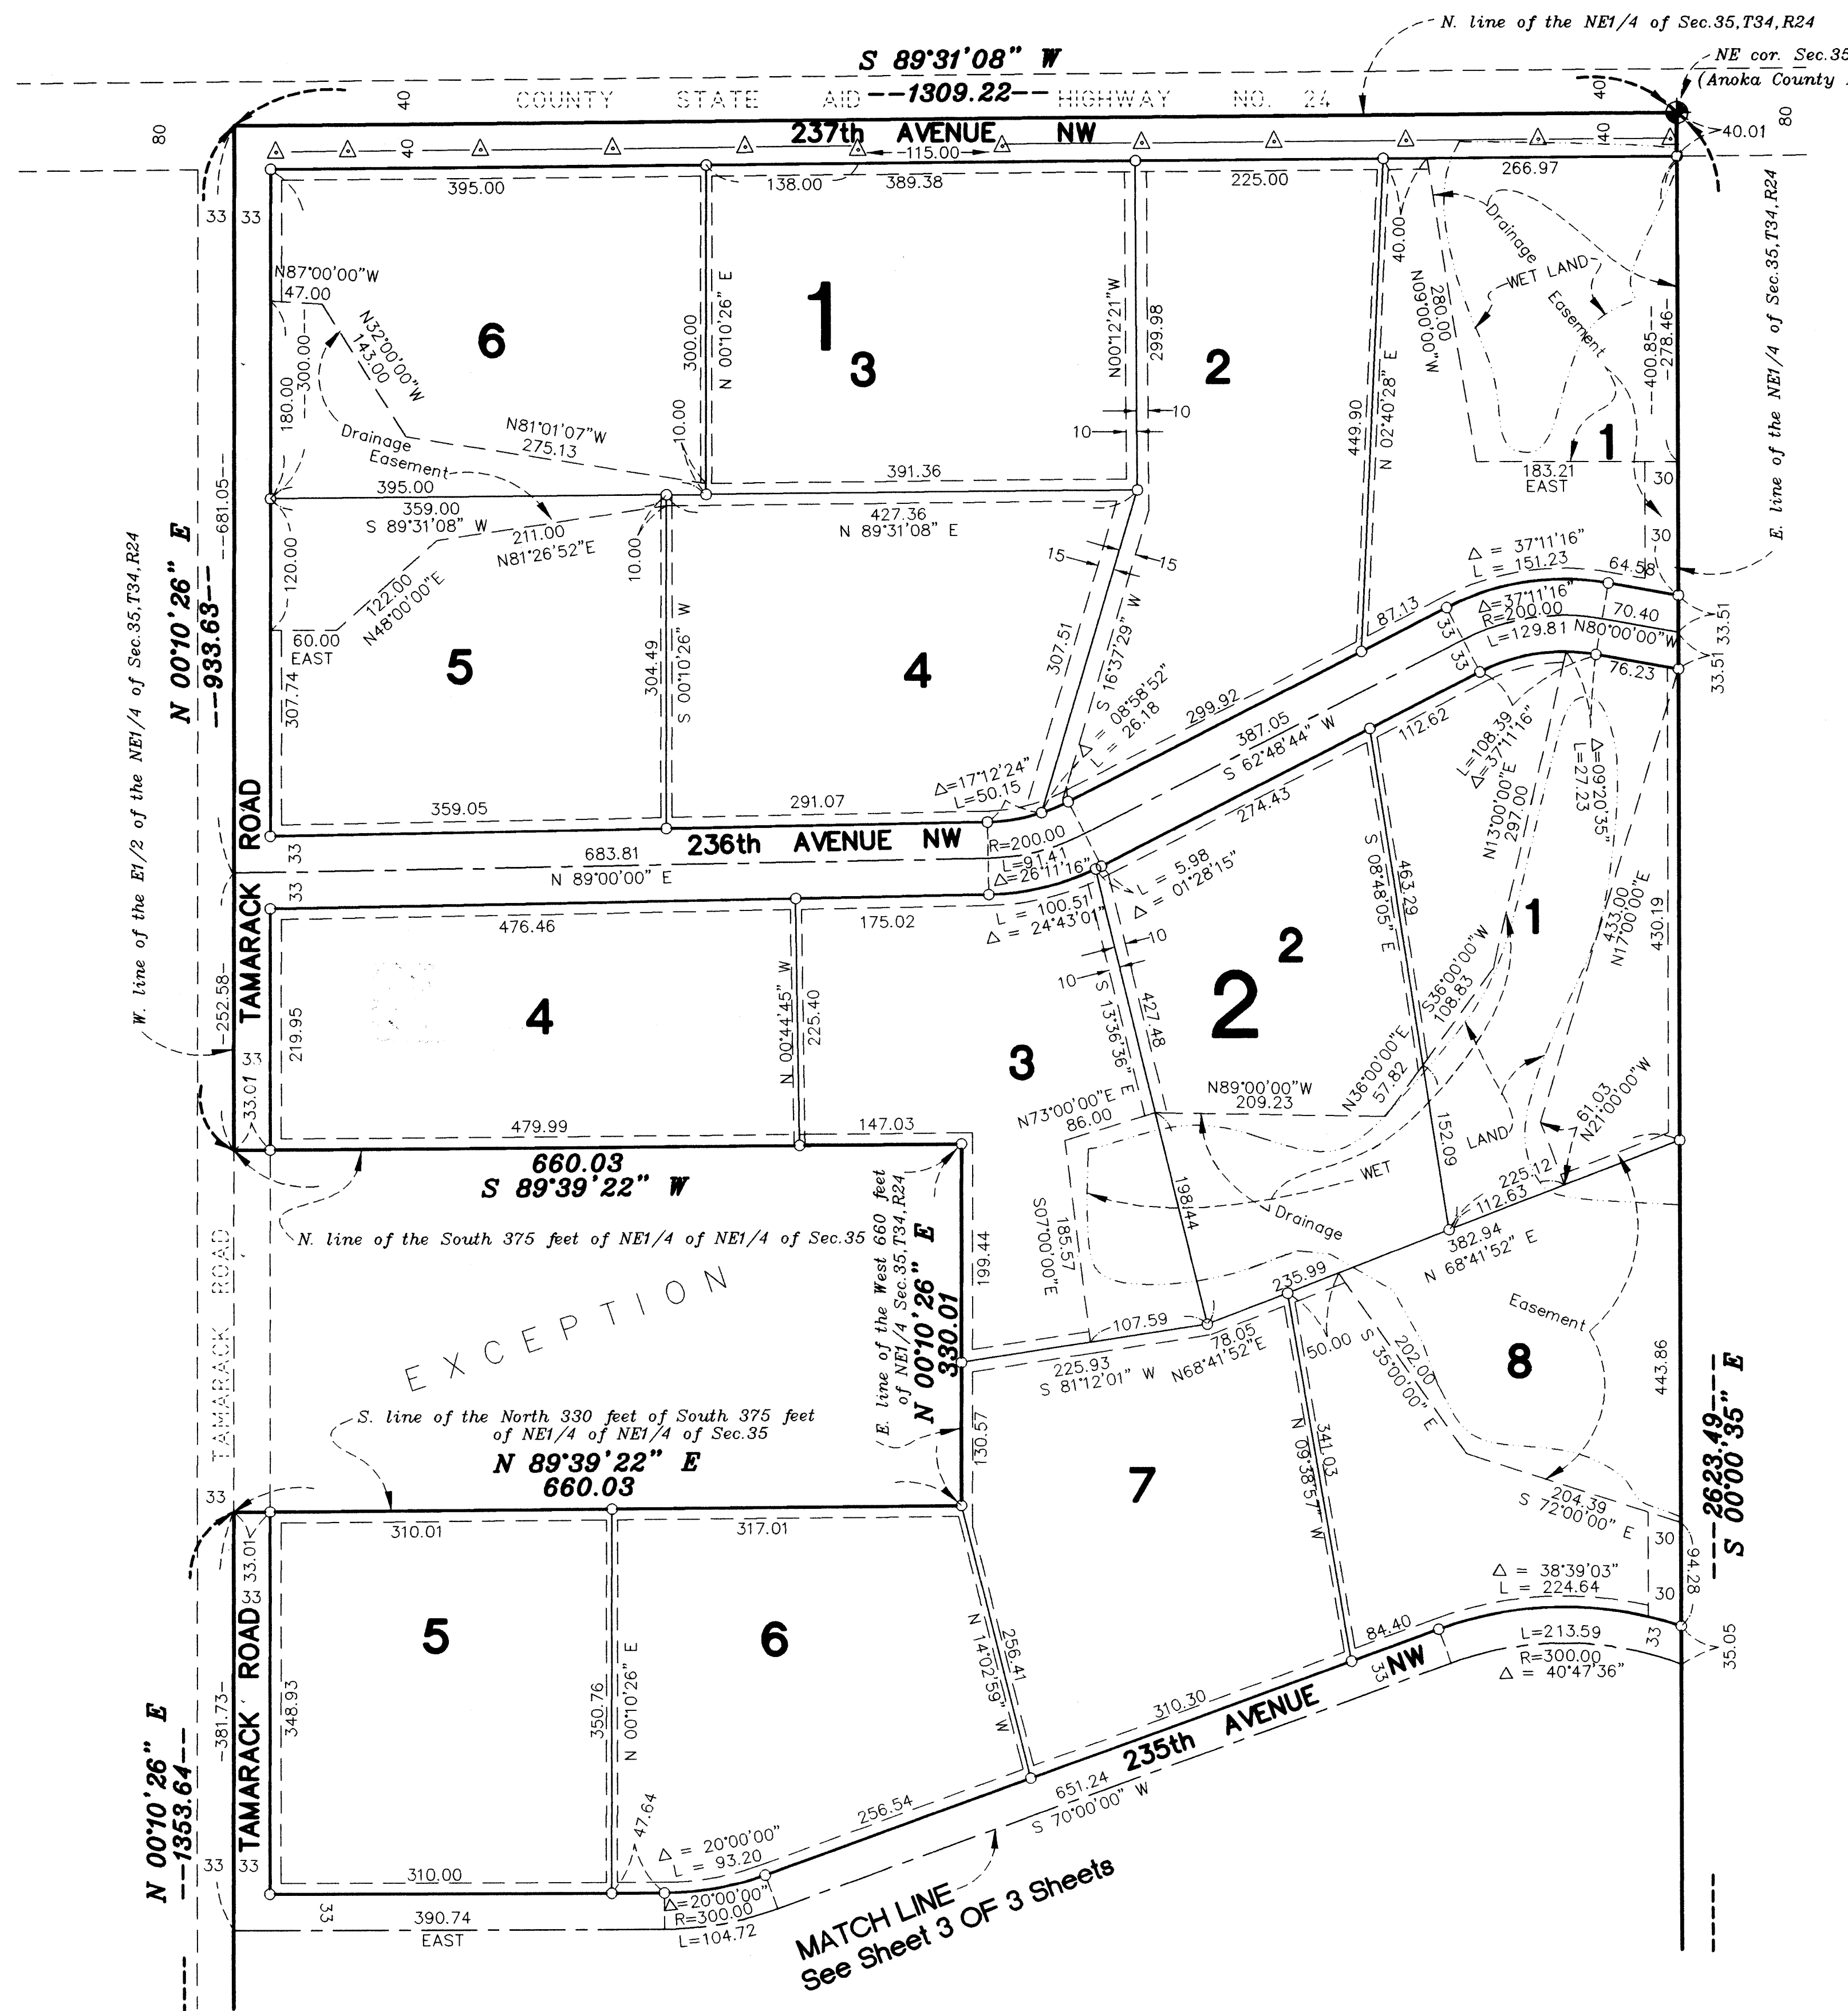 N. line of the NE1/4 of Sec.35,T34,R24
S 89°31'08" W
NE cor. Sec.35
(Anoka County
--1309.22--
COUNTY STATE AID HIGHWAY NO. 24
40
40
80
80
40.01
237th AVENUE NW
40
40
-115.00-
395.00
138.00
389.38
225.00
266.97
33
33
N87°00'00"W
47.00
N32°00'00"W
143.00
--300.00--
180.00
6
1
3
2
1
300.00
N 00°10'26" E
N00°12'21"W
299.98
10
10
449.90
N 02°40'28" E
40.00
N09°00'00"W
280.00
Drainage
WET LAND
Easement
--400.85--
--278.46-
E. line of the NE1/4 of Sec.35,T34,R24
183.21
EAST
30
30
Drainage
Easement
N81°01'07"W
275.13
10.00
391.36
395.00
359.00
S 89°31'08" W
211.00
N81°26'52"E
427.36
N 89°31'08" E
10.00
--681.05--
N 00°10'26" E
--933.63--
W. line of the E1/2 of the NE1/4 of Sec.35,T34,R24
120.00
122.00
N48°00'00"E
60.00
EAST
307.74
5
304.49
S 00°10'26" W
4
15
15
307.51
S 16°37'29" W
Δ = 08°58'52"
L = 26.18
Δ = 37°11'16"
L = 151.23
64.58
87.13
Δ=37°11'16"
R=200.00
L=129.81
70.40
N80°00'00"W
33
33
33.51
33.51
76.23
299.92
387.05
S 62°48'44" W
112.62
L=108.39
Δ=37°11'16"
Δ=09°20'35"
L=27.23
N13°00'00"E
297.00
274.43
Δ=17°12'24"
L=50.15
359.05
291.07
TAMARACK ROAD
33
33
236th AVENUE NW
683.81
N 89°00'00" E
R=200.00
L=91.41
Δ=26°11'16"
L = 5.98
Δ = 01°28'15"
L = 100.51
Δ = 24°43'01"
476.46
175.02
-252.58-
219.95
33
33.01
4
N 00°44'45" W
225.40
3
10
10
S 13°36'36" E
427.48
2
2
S 08°48'05" E
463.29
1
433.00
N17°00'00"E
430.19
S36°00'00"W
108.83
N36°00'00"E
57.82
N89°00'00"W
209.23
N73°00'00"E
86.00
61.03
N21°00'00"W
LAND
WET
152.09
225.12
112.63
382.94
N 68°41'52" E
479.99
147.03
660.03
S 89°39'22" W
N. line of the South 375 feet of NE1/4 of NE1/4 of Sec.35
TAMARACK ROAD
EXCEPTION
E. line of the West 660 feet
of NE1/4 Sec.35,T34,R24
N 00°10'26" E
330.01
199.44
S07°00'00"E
185.57
198.44
Drainage
235.99
107.59
78.05
N68°41'52"E
225.93
S 81°12'01" W
50.00
202.00
S 35°00'00" E
Easement
8
443.86
--2623.49--
S 00°00'35" E
S. line of the North 330 feet of South 375 feet
of NE1/4 of NE1/4 of Sec.35
N 89°39'22" E
660.03
130.57
33
7
341.03
N 09°38'57" W
204.39
S 72°00'00" E
30
30
94.28
310.01
317.01
33.01
33
5
6
N 14°02'59" W
256.41
Δ = 38°39'03"
L = 224.64
84.40
L=213.59
R=300.00
Δ = 40°47'36"
33
35.05
33
310.30
235th AVENUE NW
TAMARACK ROAD
348.93
350.76
N 00°10'26" E
-381.73-
N 00°10'26" E
--1353.64--
33
33
47.64
256.54
651.24
S 70°00'00" W
Δ = 20°00'00"
L = 93.20
310.00
33
390.74
EAST
Δ=20°00'00"
R=300.00
L=104.72
MATCH LINE
See Sheet 3 OF 3 Sheets